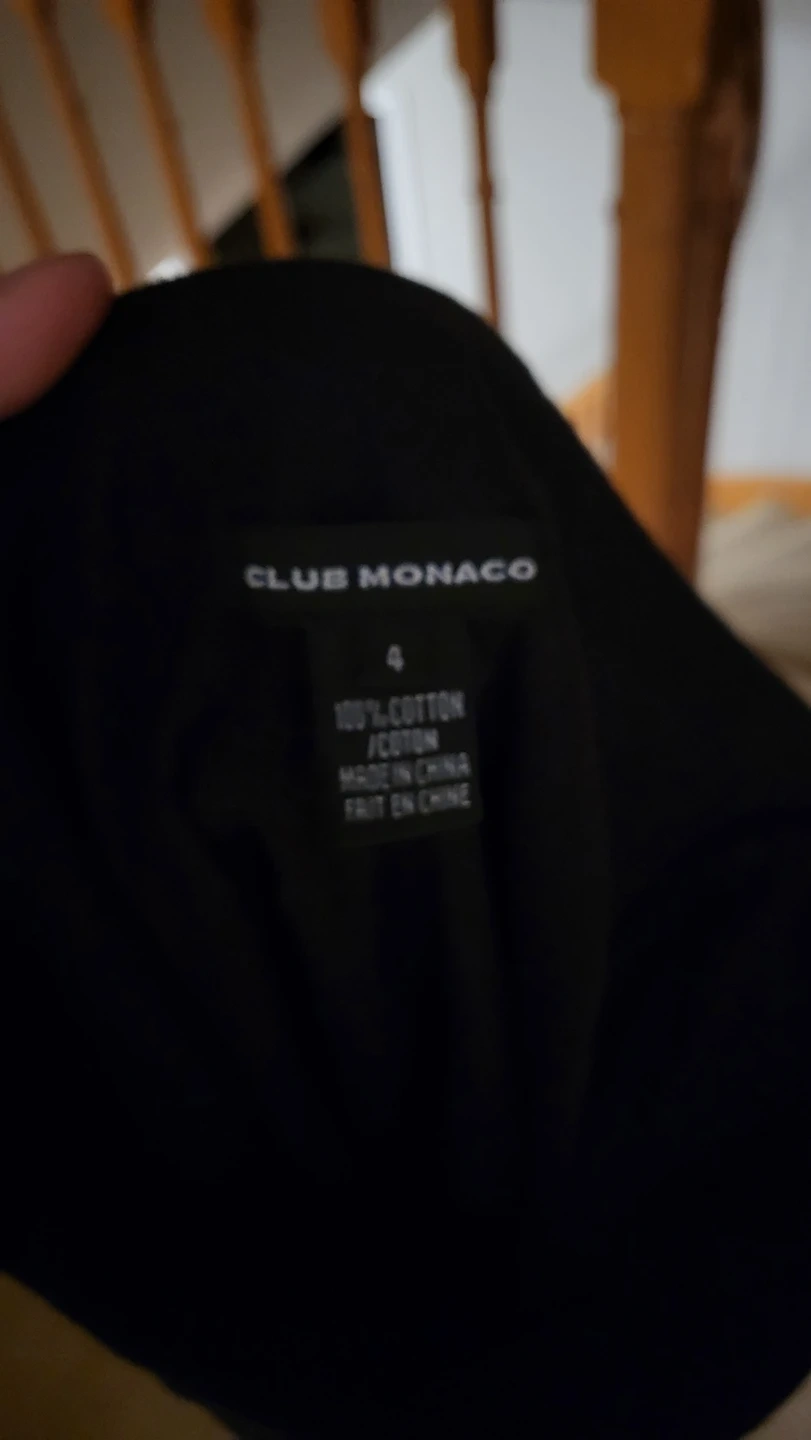 CLUB MONACO
4
100% COTTON
/COTON
MADE IN CHINA
FAIT EN CHINE